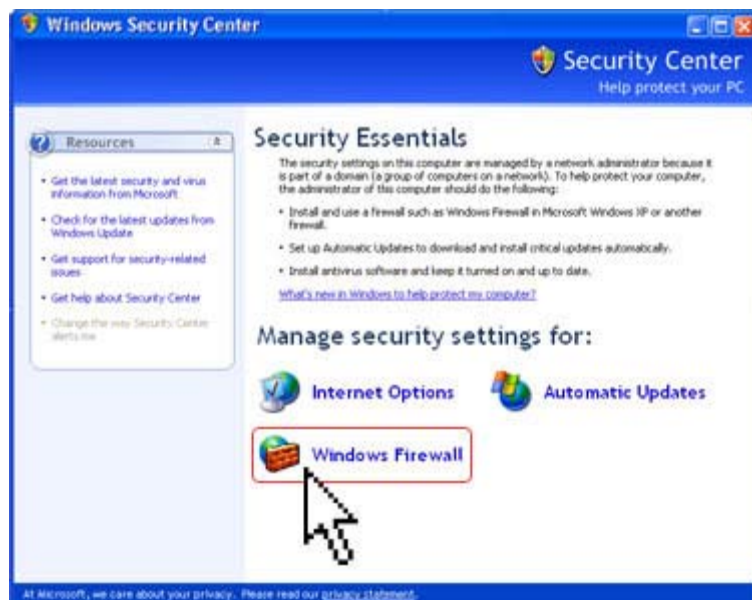 Windows Security Center
Security Center
Help protect your PC
Resources
• Get the latest security and virus
information from Microsoft
• Check for the latest updates from
Windows Update
• Get support for security-related
issues
• Get help about Security Center
• Change the way Security Center
alerts me
Security Essentials
The security settings on this computer are managed by a network administrator because it
is part of a domain (a group of computers on a network). To help protect your computer,
the administrator of this computer should do the following:
• Install and use a firewall such as Windows Firewall in Microsoft Windows XP or another
firewall.
• Set up Automatic Updates to download and install critical updates automatically.
• Install antivirus software and keep it turned on and up to date.
What's new in Windows to help protect my computer?
Manage security settings for:
Internet Options
Automatic Updates
Windows Firewall
At Microsoft, we care about your privacy. Please read our privacy statement.